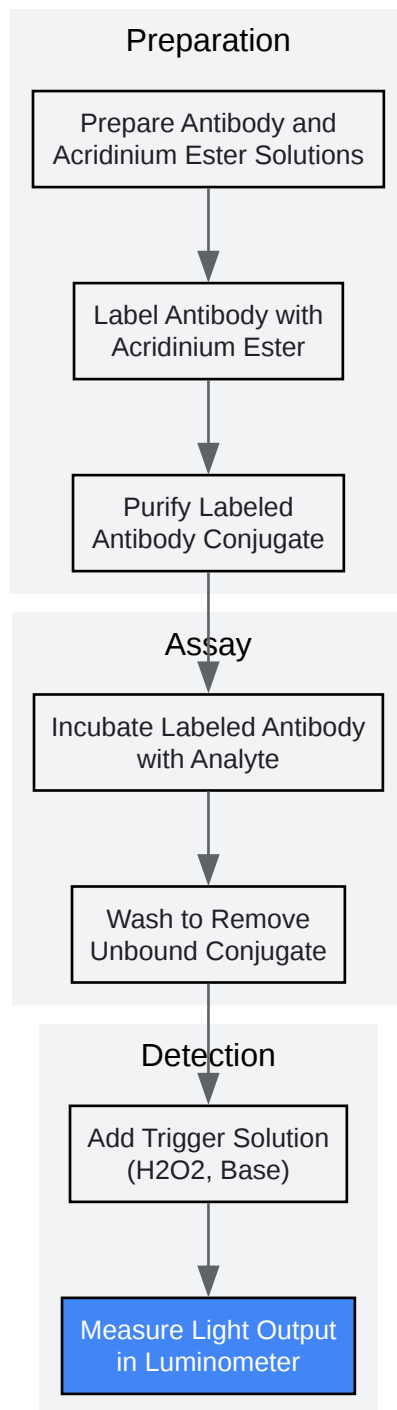 Preparation
Prepare Antibody and
Acridinium Ester Solutions
Label Antibody with
Acridinium Ester
Purify Labeled
Antibody Conjugate
Assay
Incubate Labeled Antibody
with Analyte
Wash to Remove
Unbound Conjugate
Detection
Add Trigger Solution
(H2O2, Base)
Measure Light Output
in Luminometer